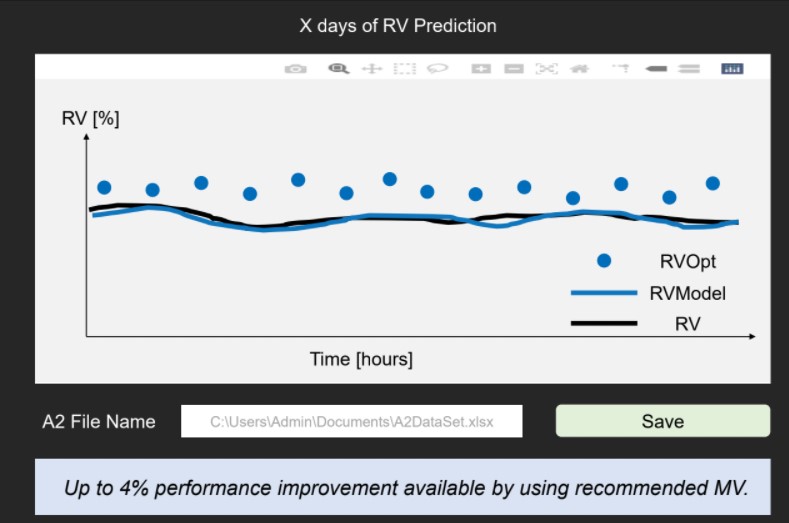 X days of RV Prediction
RV [%]
RVOpt
RVModel
RV
Time [hours]
A2 File Name
C:\Users\Admin\Documents\A2DataSet.xlsx
Save
Up to 4% performance improvement available by using recommended MV.